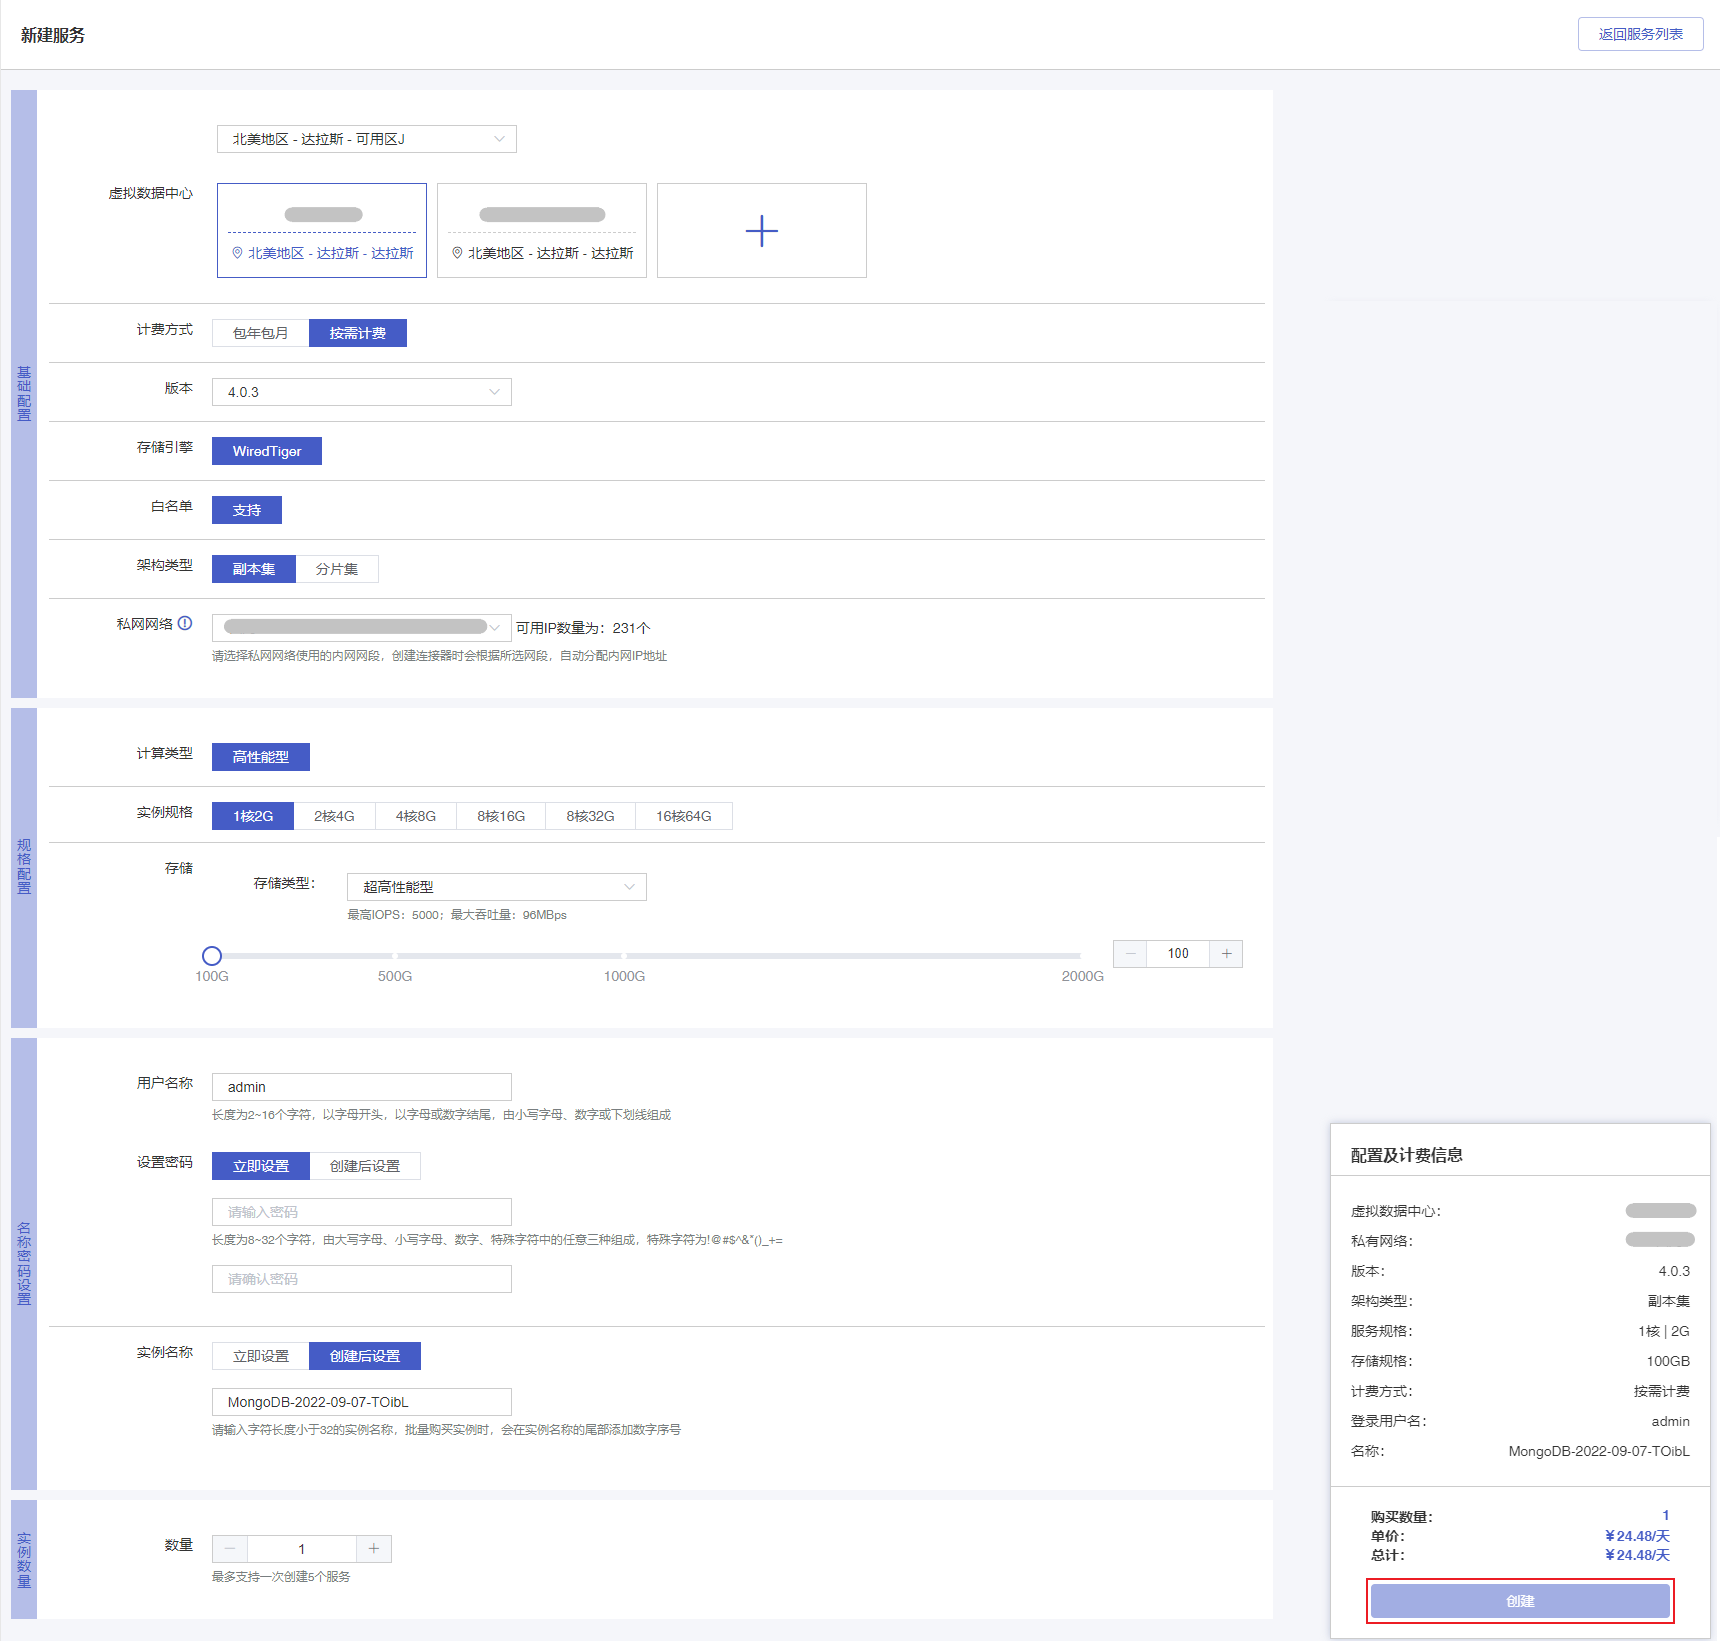 新建服务
返回服务列表
基础配置
北美地区 - 达拉斯 - 可用区J
虚拟数据中心
北美地区 - 达拉斯 - 达拉斯
北美地区 - 达拉斯 - 达拉斯
计费方式
包年包月
按需计费
版本
4.0.3
存储引擎
WiredTiger
白名单
支持
架构类型
副本集
分片集
私网网络
可用IP数量为：231个
请选择私网网络使用的内网网段，创建连接器时会根据所选网段，自动分配内网IP地址
规格配置
计算类型
高性能型
实例规格
1核2G
2核4G
4核8G
8核16G
8核32G
16核64G
存储
存储类型：
超高性能型
最高IOPS：5000；最大吞吐量：96MBps
100
100G
500G
1000G
2000G
名称密码设置
用户名称
admin
长度为2~16个字符，以字母开头，以字母或数字结尾，由小写字母、数字或下划线组成
设置密码
立即设置
创建后设置
请输入密码
长度为8~32个字符，由大写字母、小写字母、数字、特殊字符中的任意三种组成，特殊字符为!@#$^&*()_+=
请确认密码
实例名称
立即设置
创建后设置
MongoDB-2022-09-07-TOibL
请输入字符长度小于32的实例名称，批量购买实例时，会在实例名称的尾部添加数字序号
实例数量
数量
1
最多支持一次创建5个服务
配置及计费信息
虚拟数据中心：
私有网络：
版本： 4.0.3
架构类型： 副本集
服务规格： 1核 | 2G
存储规格： 100GB
计费方式： 按需计费
登录用户名： admin
名称： MongoDB-2022-09-07-TOibL
购买数量： 1
单价： ¥24.48/天
总计： ¥24.48/天
创建